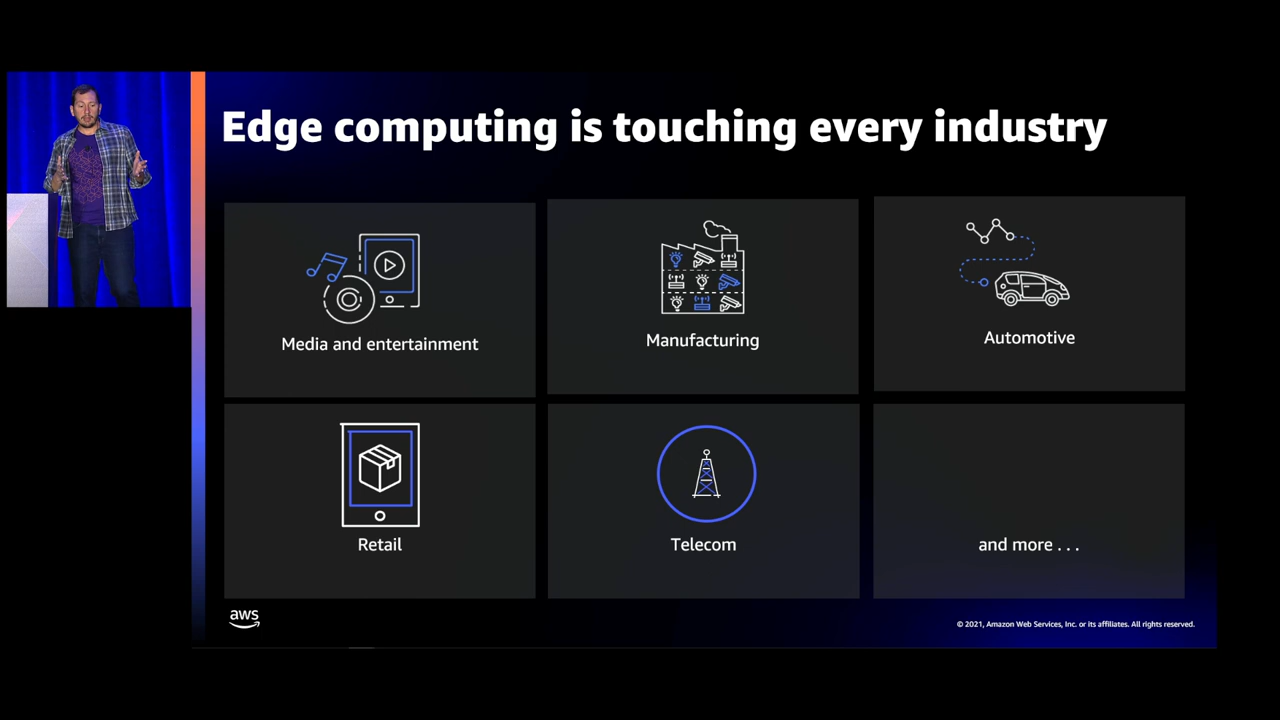 Edge computing is touching every industry
Media and entertainment
Manufacturing
Automotive
Retail
Telecom
and more . . .
aws
© 2021, Amazon Web Services, Inc. or its affiliates. All rights reserved.